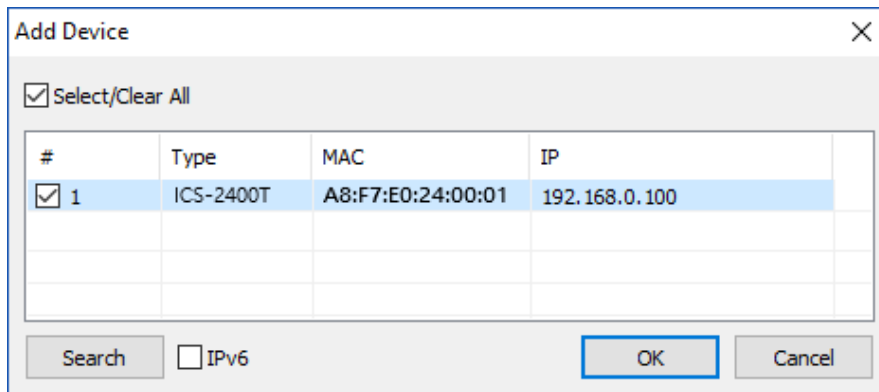 Add Device
Select/Clear All
# Type MAC IP
1 ICS-2400T A8:F7:E0:24:00:01 192.168.0.100
Search IPv6 OK Cancel